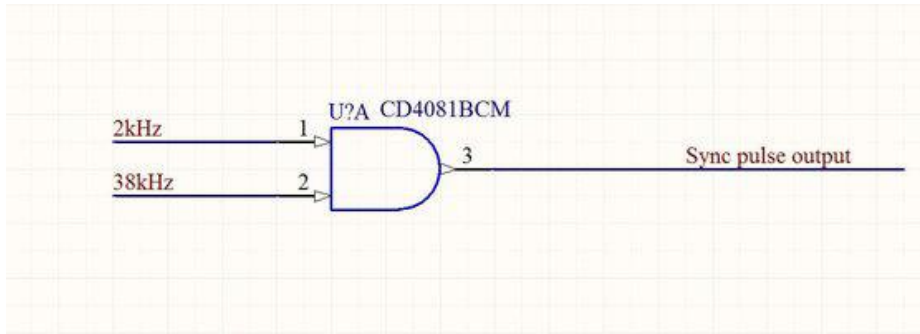 U?A CD4081BCM
2kHz
1
3
Sync pulse output
38kHz
2